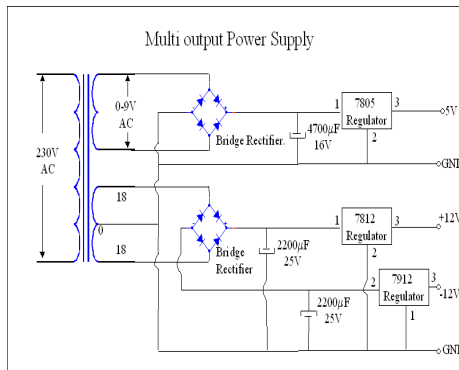 Multi output Power Supply
0-9V
AC
230V
AC
Bridge Rectifier.
4700µF
16V
1
7805
Regulator
3
2
5V
GND
18
0
18
Bridge
Rectifier
2200µF
25V
1
7812
Regulator
3
2
+12V
2200µF
25V
2
7912
Regulator
3
1
-12V
GND